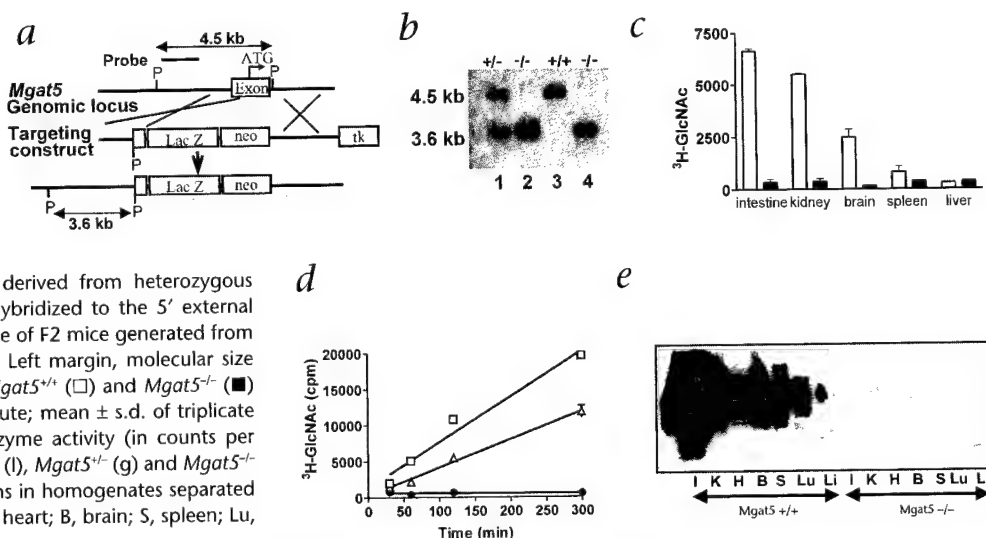 a
4.5 kb
Probe
P
ATG
P
Mgat5
Exon
Genomic locus
Targeting
construct
Lac Z
neo
tk
P
Lac Z
neo
P
P
3.6 kb
b
+/- -/- +/+ -/-
4.5 kb
3.6 kb
1 2 3 4
c
7500
5000
2500
0
³H-GlcNAc
intestine kidney brain spleen liver
derived from heterozygous
ybridized to the 5′ external
e of F2 mice generated from
Left margin, molecular size
gat5+/+ (□) and Mgat5–/– (■)
ute; mean ± s.d. of triplicate
zyme activity (in counts per
(l), Mgat5+/– (g) and Mgat5–/–
ns in homogenates separated
heart; B, brain; S, spleen; Lu,
d
20000
15000
10000
5000
0
³H-GlcNAc (cpm)
0 100 200 300
Time (min)
e
I K H B S Lu Li I K H B S Lu L
Mgat5 +/+ Mgat5 –/–